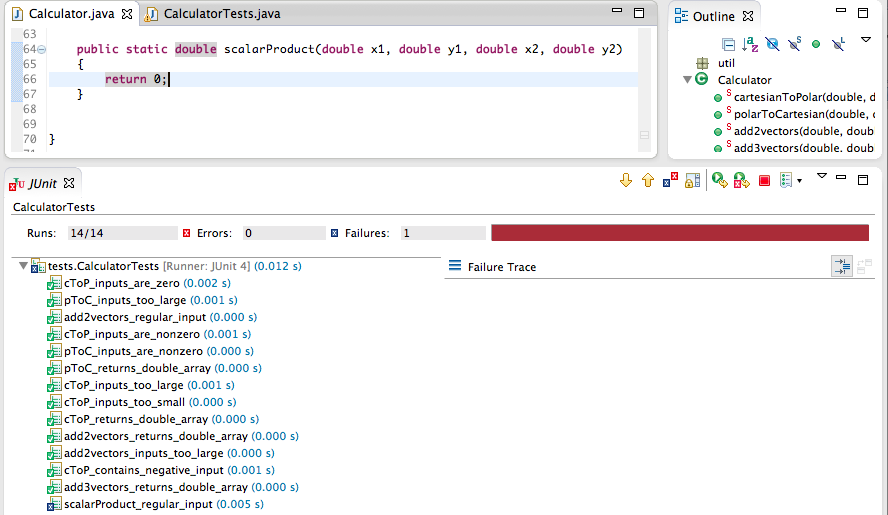 Calculator.java
CalculatorTests.java
63
64 public static double scalarProduct(double x1, double y1, double x2, double y2)
65 {
66 return 0;
67 }
68
69
70 }
Outline
util
Calculator
cartesianToPolar(double, d
polarToCartesian(double, c
add2vectors(double, doub
add3vectors(double, doub
JUnit
CalculatorTests
Runs: 14/14 Errors: 0 Failures: 1
tests.CalculatorTests [Runner: JUnit 4] (0.012 s)
Failure Trace
cToP_inputs_are_zero (0.002 s)
pToC_inputs_too_large (0.001 s)
add2vectors_regular_input (0.000 s)
cToP_inputs_are_nonzero (0.001 s)
pToC_inputs_are_nonzero (0.000 s)
pToC_returns_double_array (0.000 s)
cToP_inputs_too_large (0.001 s)
cToP_inputs_too_small (0.000 s)
cToP_returns_double_array (0.000 s)
add2vectors_returns_double_array (0.000 s)
add2vectors_inputs_too_large (0.000 s)
cToP_contains_negative_input (0.001 s)
add3vectors_returns_double_array (0.000 s)
scalarProduct_regular_input (0.005 s)